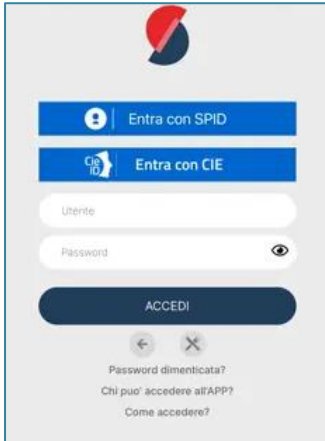 Entra con SPID
Cie
ID
Entra con CIE
Utente
Password
ACCEDI
Password dimenticata?
Chi puo' accedere all'APP?
Come accedere?